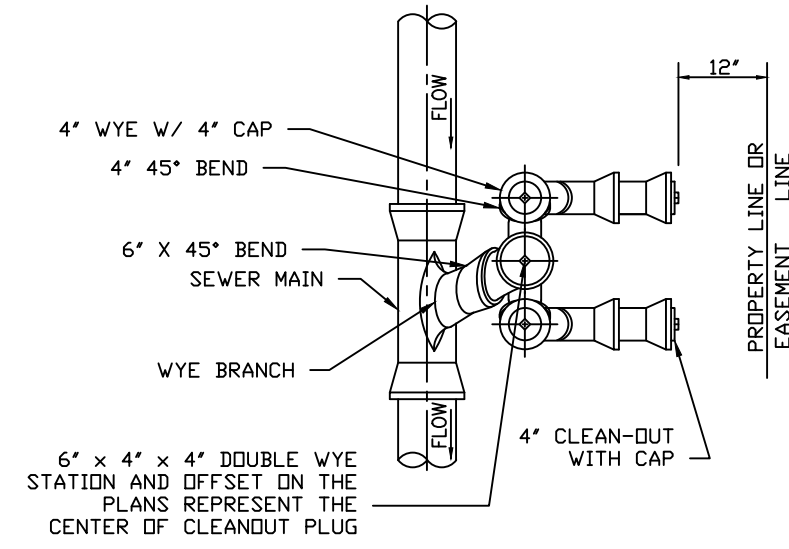 FLOW
12"
4" WYE W/ 4" CAP
4" 45° BEND
6" X 45° BEND
SEWER MAIN
WYE BRANCH
PROPERTY LINE OR
EASEMENT LINE
FLOW
4" CLEAN-OUT
WITH CAP
6" x 4" x 4" DOUBLE WYE
STATION AND OFFSET ON THE
PLANS REPRESENT THE
CENTER OF CLEANOUT PLUG